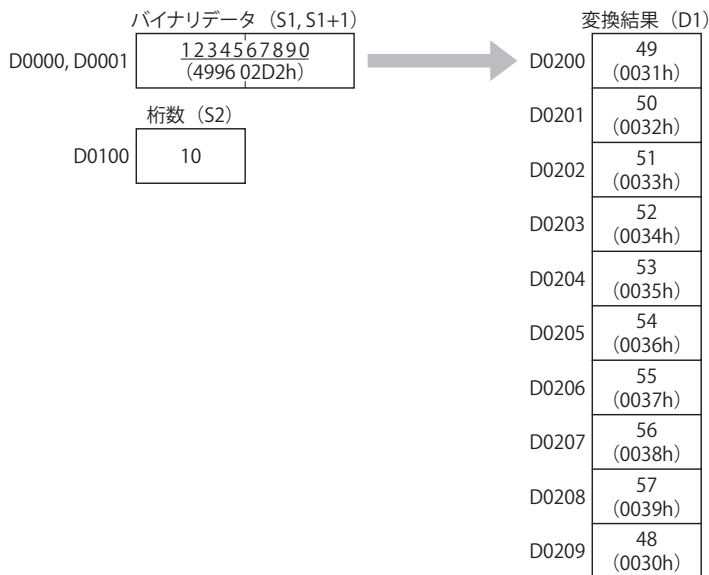 バイナリデータ（S1, S1+1）
D0000, D0001
1234567890
（4996 02D2h）
桁数（S2）
D0100
10
変換結果（D1）
D0200
49
（0031h）
D0201
50
（0032h）
D0202
51
（0033h）
D0203
52
（0034h）
D0204
53
（0035h）
D0205
54
（0036h）
D0206
55
（0037h）
D0207
56
（0038h）
D0208
57
（0039h）
D0209
48
（0030h）